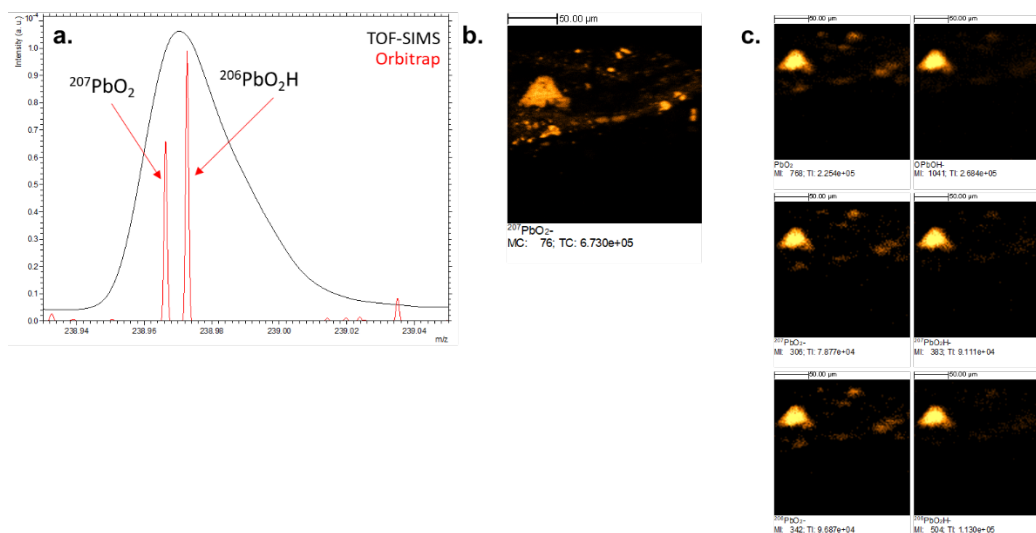 a.
TOF-SIMS
Orbitrap
²⁰⁷PbO₂
²⁰⁶PbO₂H
Intensity (a. u.)
10⁻⁴
1.0
0.9
0.8
0.7
0.6
0.5
0.4
0.3
0.2
0.1
0.0
238.94
238.96
238.98
239.00
239.02
239.04
m/z
b.
50.00 µm
²⁰⁷PbO₂-
MC: 76; TC: 6.730e+05
c.
50.00 µm
50.00 µm
PbO₂
MI: 768; TI: 2.254e+05
OPbOH-
MI: 1041; TI: 2.684e+05
50.00 µm
50.00 µm
²⁰⁷PbO₂-
MI: 306; TI: 7.877e+04
²⁰⁷PbO₂H-
MI: 383; TI: 9.111e+04
50.00 µm
50.00 µm
PbO₂-
MI: 342; TI: 9.687e+04
PbO₂H-
MI: 504; TI: 1.130e+05